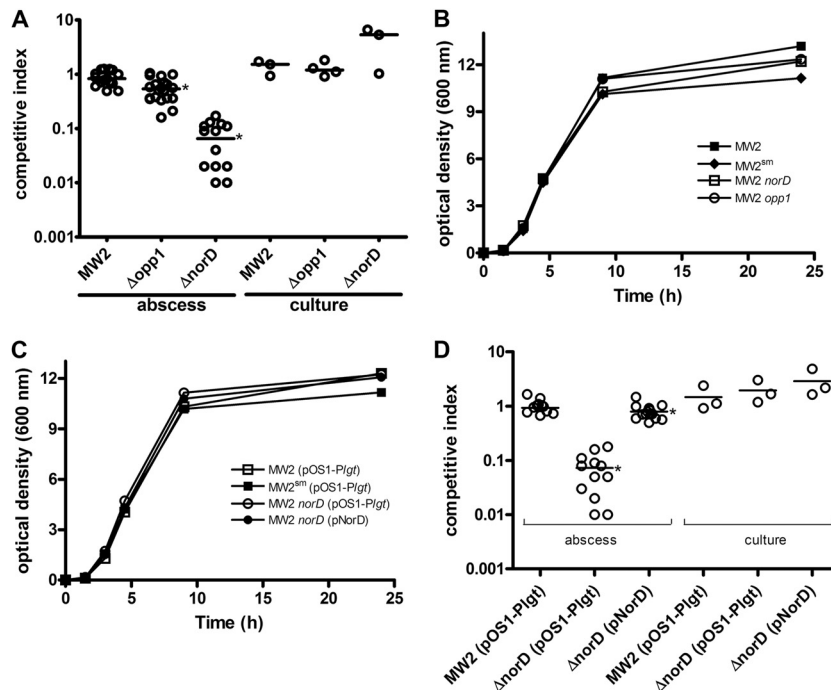 A
competitive index
10
1
0.1
0.01
0.001
*
*
MW2
Δopp1
ΔnorD
MW2
Δopp1
ΔnorD
abscess
culture
B
optical density (600 nm)
12
9
6
3
0
0
5
10
15
20
25
Time (h)
MW2
MW2sm
MW2 norD
MW2 opp1
C
optical density (600 nm)
12
9
6
3
0
0
5
10
15
20
25
Time (h)
MW2 (pOS1-Plgt)
MW2sm (pOS1-Plgt)
MW2 norD (pOS1-Plgt)
MW2 norD (pNorD)
D
competitive index
10
1
0.1
0.01
0.001
*
*
abscess
culture
MW2 (pOS1-Plgt)
ΔnorD (pOS1-Plgt)
ΔnorD (pNorD)
MW2 (pOS1-Plgt)
ΔnorD (pOS1-Plgt)
ΔnorD (pNorD)